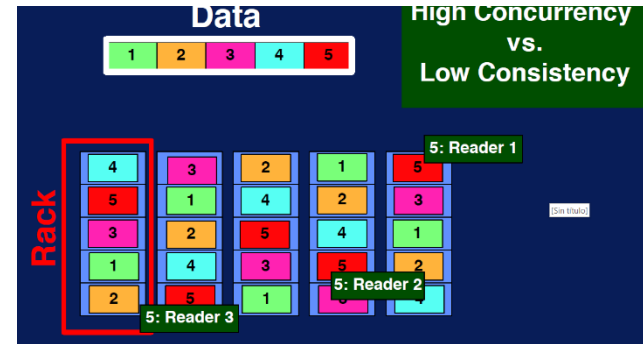 Data
High Concurrency
vs.
Low Consistency
1 2 3 4 5
5: Reader 1
4 3 2 1 5
5 1 4 2 3
3 2 5 4 1
1 4 3 5 2
2 5 1 3 4
5: Reader 2
5: Reader 3
Rack
[Sin título]